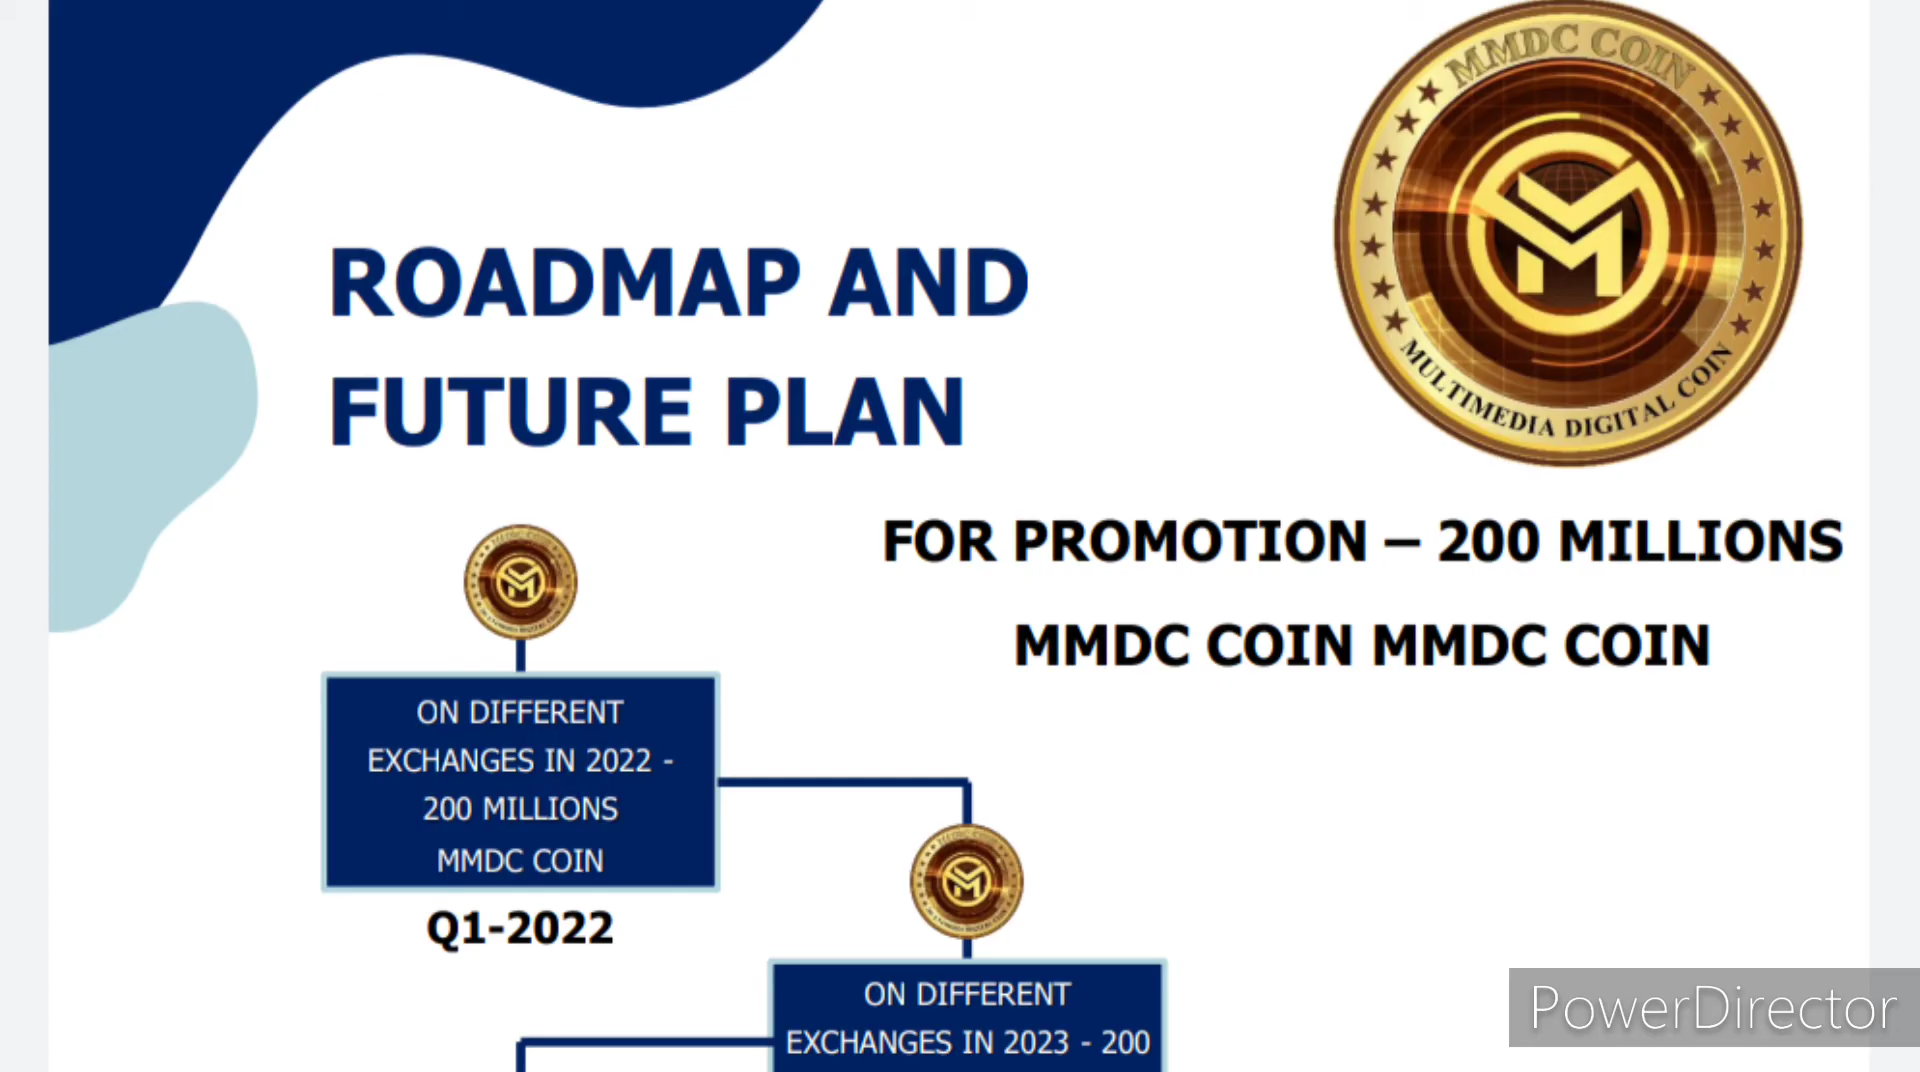 MMDC COIN
MULTIMEDIA DIGITAL COIN
ROADMAP AND
FUTURE PLAN
FOR PROMOTION – 200 MILLIONS
MMDC COIN MMDC COIN
ON DIFFERENT
EXCHANGES IN 2022 -
200 MILLIONS
MMDC COIN
Q1-2022
ON DIFFERENT
EXCHANGES IN 2023 - 200
PowerDirector